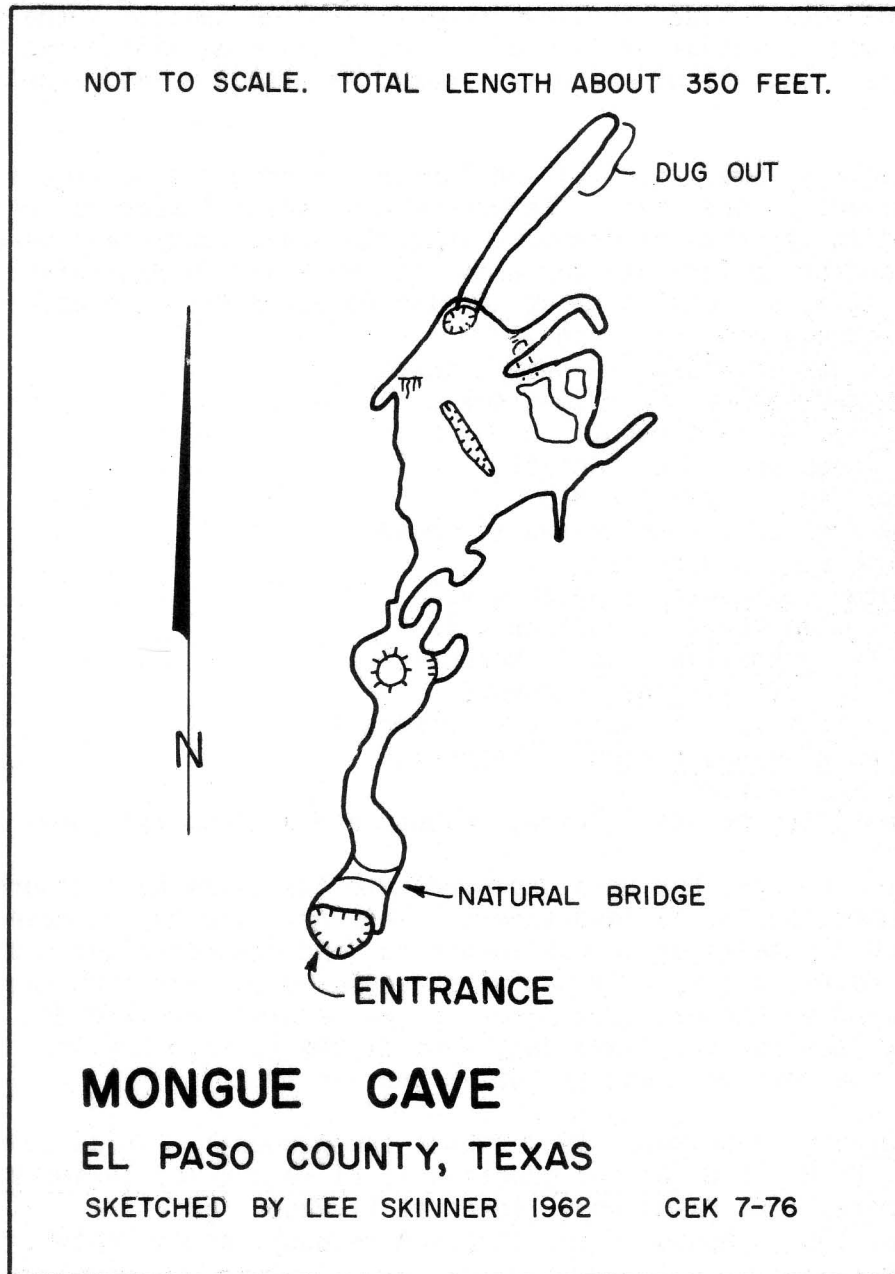 NOT TO SCALE. TOTAL LENGTH ABOUT 350 FEET.
DUG OUT
N
NATURAL BRIDGE
ENTRANCE
MONGUE CAVE
EL PASO COUNTY, TEXAS
SKETCHED BY LEE SKINNER 1962 CEK 7-76